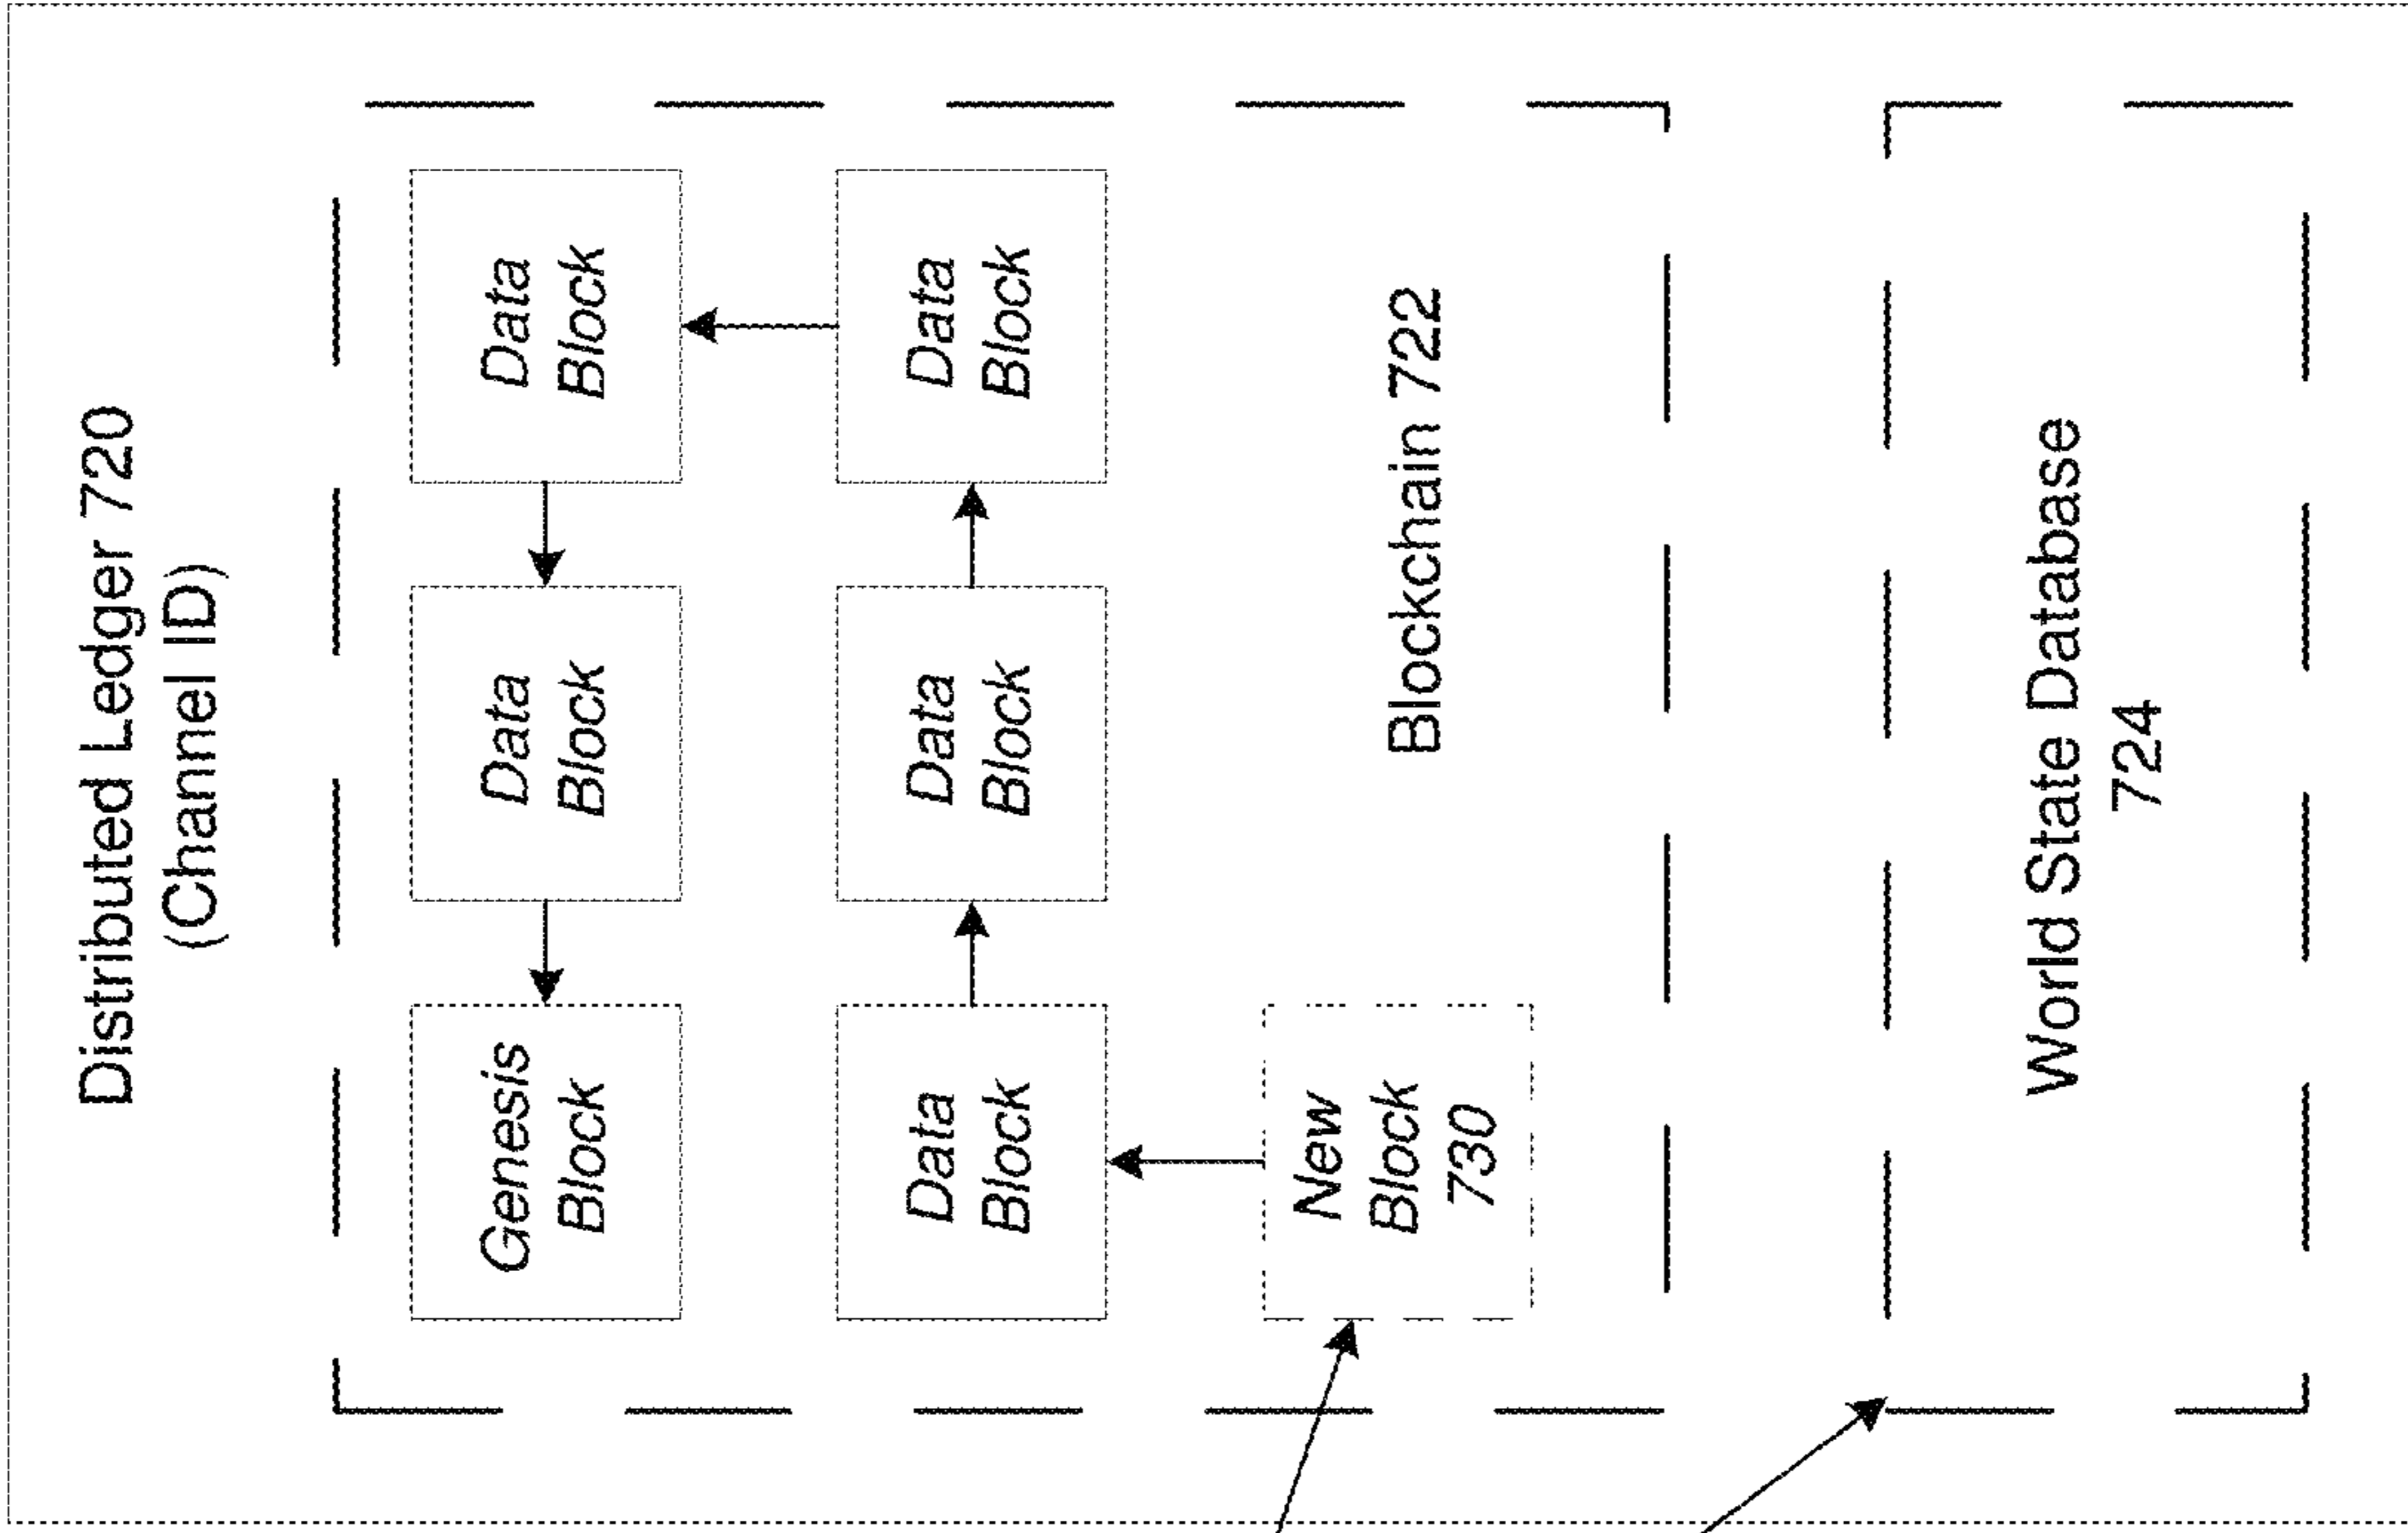 Distributed Ledger 720
(Channel ID)
Genesis
Block
Data
Block
Data
Block
Data
Block
Data
Block
Data
Block
New
Block
730
Blockchain 722
World State Database
724